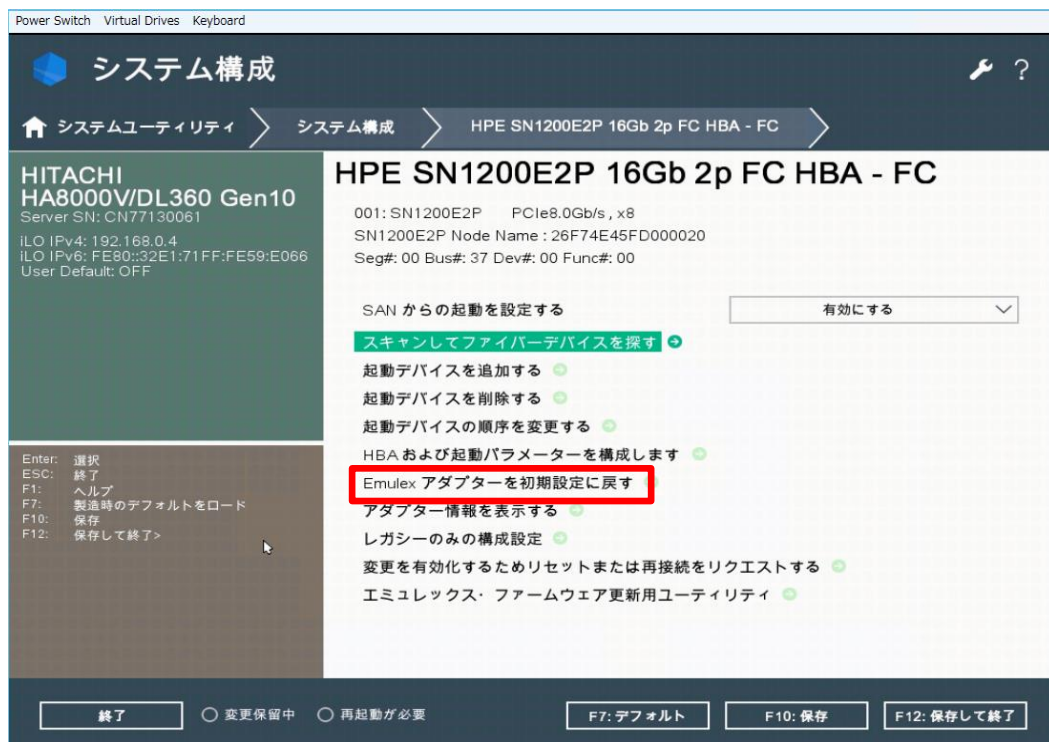 Power Switch Virtual Drives Keyboard
システム構成
?
システムユーティリティ システム構成 HPE SN1200E2P 16Gb 2p FC HBA - FC
HITACHI
HA8000V/DL360 Gen10
Server SN: CN77130061
iLO IPv4: 192.168.0.4
iLO IPv6: FE80::32E1:71FF:FE59:E066
User Default: OFF
Enter: 選択
ESC: 終了
F1: ヘルプ
F7: 製造時のデフォルトをロード
F10: 保存
F12: 保存して終了>
HPE SN1200E2P 16Gb 2p FC HBA - FC
001: SN1200E2P PCIe8.0Gb/s , x8
SN1200E2P Node Name : 26F74E45FD000020
Seg#: 00 Bus#: 37 Dev#: 00 Func#: 00
SAN からの起動を設定する 有効にする
スキャンしてファイバーデバイスを探す
起動デバイスを追加する
起動デバイスを削除する
起動デバイスの順序を変更する
HBAおよび起動パラメーターを構成します
Emulex アダプターを初期設定に戻す
アダプター情報を表示する
レガシーのみの構成設定
変更を有効化するためリセットまたは再接続をリクエストする
エミュレックス・ファームウェア更新用ユーティリティ
終了 変更保留中 再起動が必要 F7: デフォルト F10: 保存 F12: 保存して終了